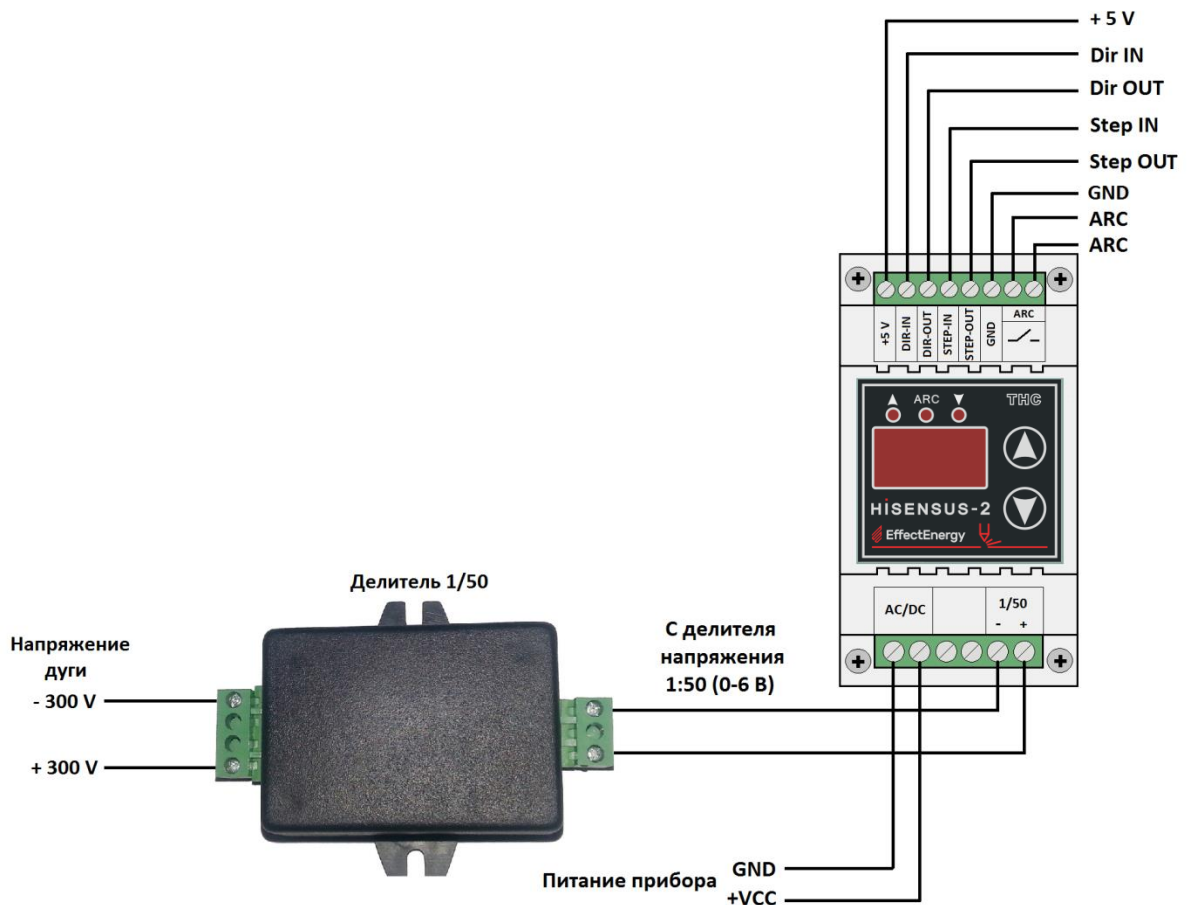 + 5 V
Dir IN
Dir OUT
Step IN
Step OUT
GND
ARC
ARC
+5 V
DIR-IN
DIR-OUT
STEP-IN
STEP-OUT
GND
ARC
ARC
THC
HiSENSUS-2
EffectEnergy
AC/DC
1/50
- +
Делитель 1/50
Напряжение
дуги
- 300 V
+ 300 V
С делителя
напряжения
1:50 (0-6 В)
Питание прибора
GND
+VCC